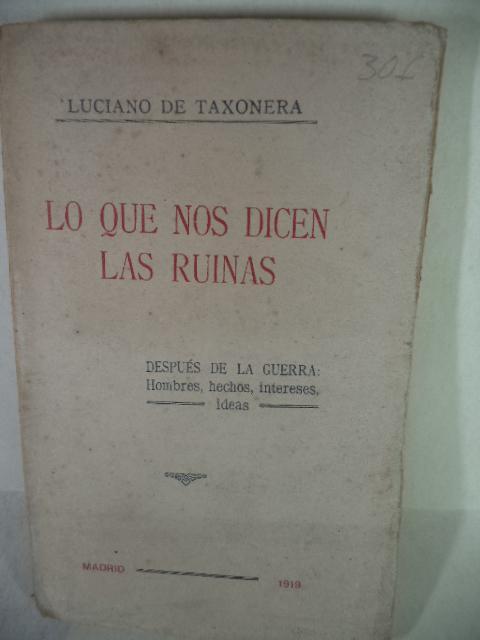 301
LUCIANO DE TAXONERA
LO QUE NOS DICEN
LAS RUINAS
DESPUÉS DE LA GUERRA:
Hombres, hechos, intereses,
ideas
MADRID
1919